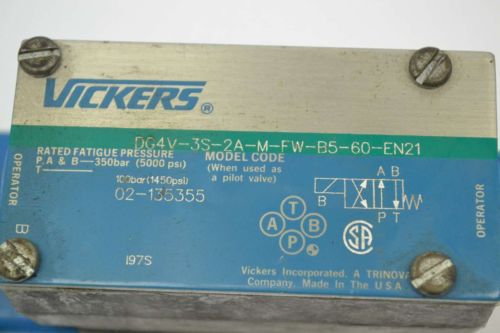 VICKERS®
DG4V-3S-2A-M-FW-B5-60-EN21
RATED FATIGUE PRESSURE
P, A & B—350bar (5000 psi)
T—
100bar (1450psi)
MODEL CODE
(When used as
a pilot valve)
02-135355
A B
B
P T
T
A B
P
SA
OPERATOR
B
OPERATOR
197S
Vickers Incorporated. A TRINOVA
Company. Made In The U.S.A.